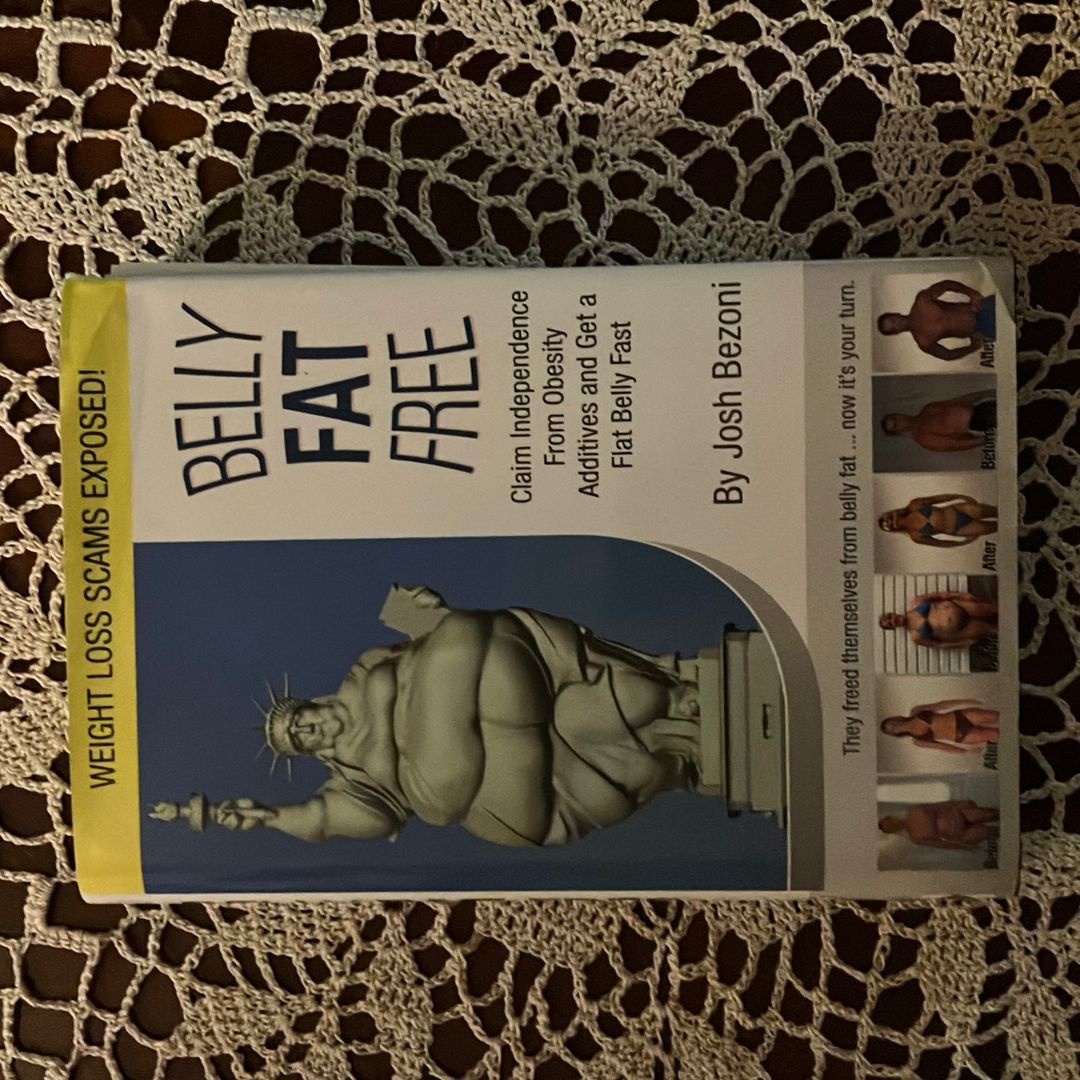 WEIGHT LOSS SCAMS EXPOSED!
BELLY
FAT
FREE
Claim Independence
From Obesity
Additives and Get a
Flat Belly Fast
By Josh Bezoni
They freed themselves from belly fat ... now it's your turn.
Before After Before After Before After